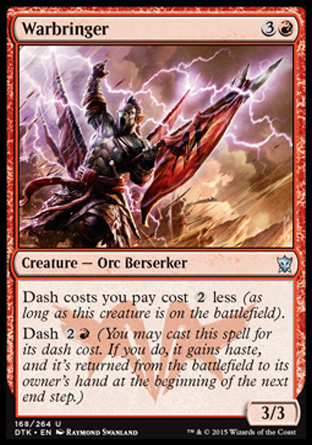 Warbringer 3
Creature — Orc Berserker
Dash costs you pay cost 2 less (as
long as this creature is on the battlefield).
Dash 2 (You may cast this spell for
its dash cost. If you do, it gains haste,
and it's returned from the battlefield to its
owner's hand at the beginning of the next
end step.)
3/3
168/264 U
DTK • EN RAYMOND SWANLAND ™ & © 2015 Wizards of the Coast